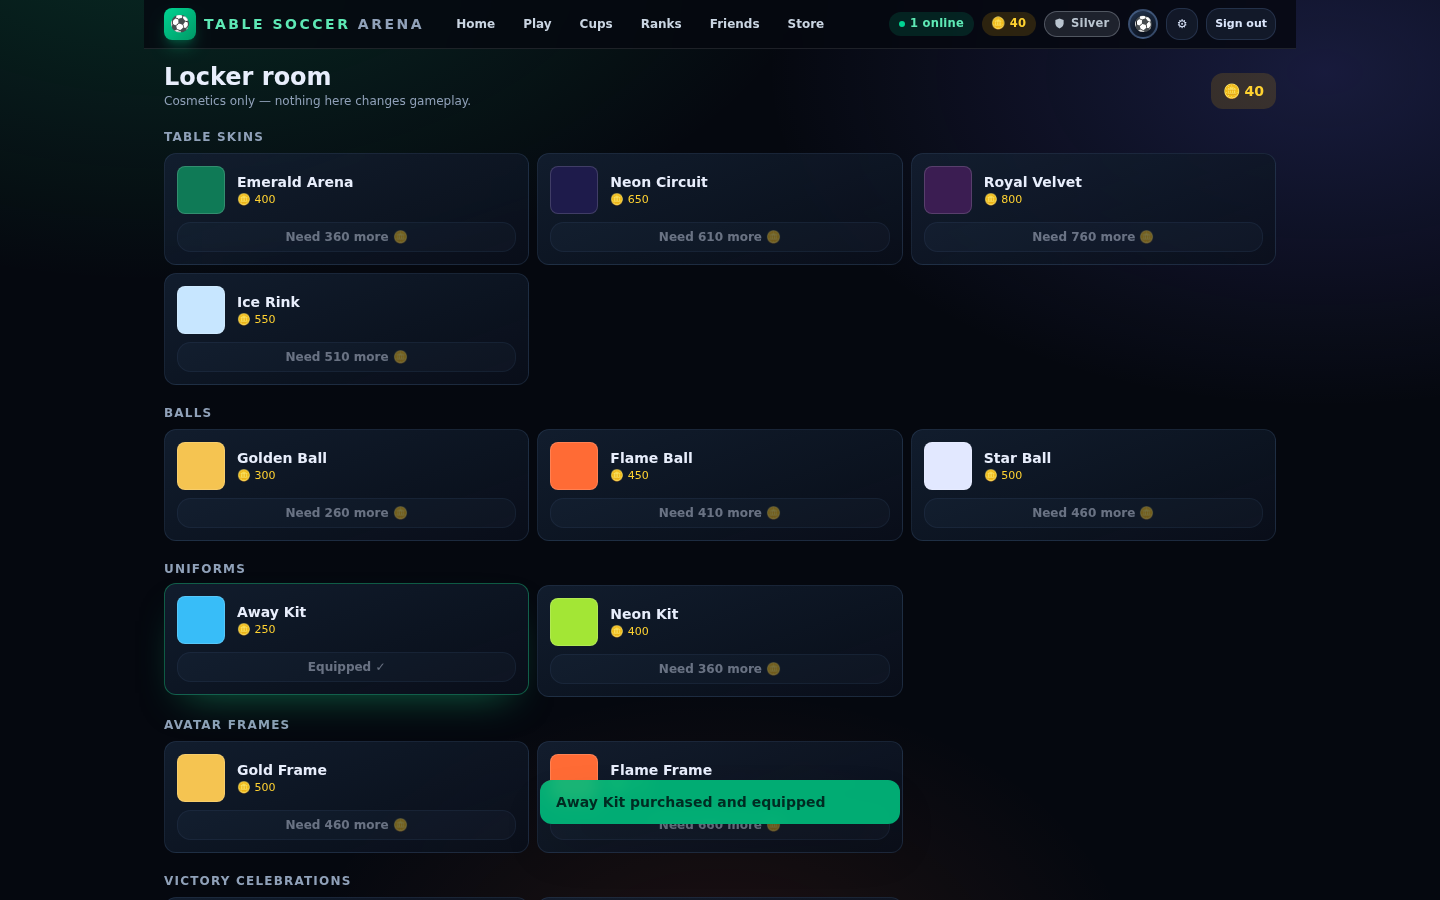 TABLE SOCCER ARENA Home Play Cups Ranks Friends Store 1 online 40 Silver Sign out
Locker room
Cosmetics only — nothing here changes gameplay.
40
TABLE SKINS
Emerald Arena
400
Need 360 more
Neon Circuit
650
Need 610 more
Royal Velvet
800
Need 760 more
Ice Rink
550
Need 510 more
BALLS
Golden Ball
300
Need 260 more
Flame Ball
450
Need 410 more
Star Ball
500
Need 460 more
UNIFORMS
Away Kit
250
Equipped ✓
Neon Kit
400
Need 360 more
AVATAR FRAMES
Gold Frame
500
Need 460 more
Flame Frame
Away Kit purchased and equipped
Need 660 more
VICTORY CELEBRATIONS